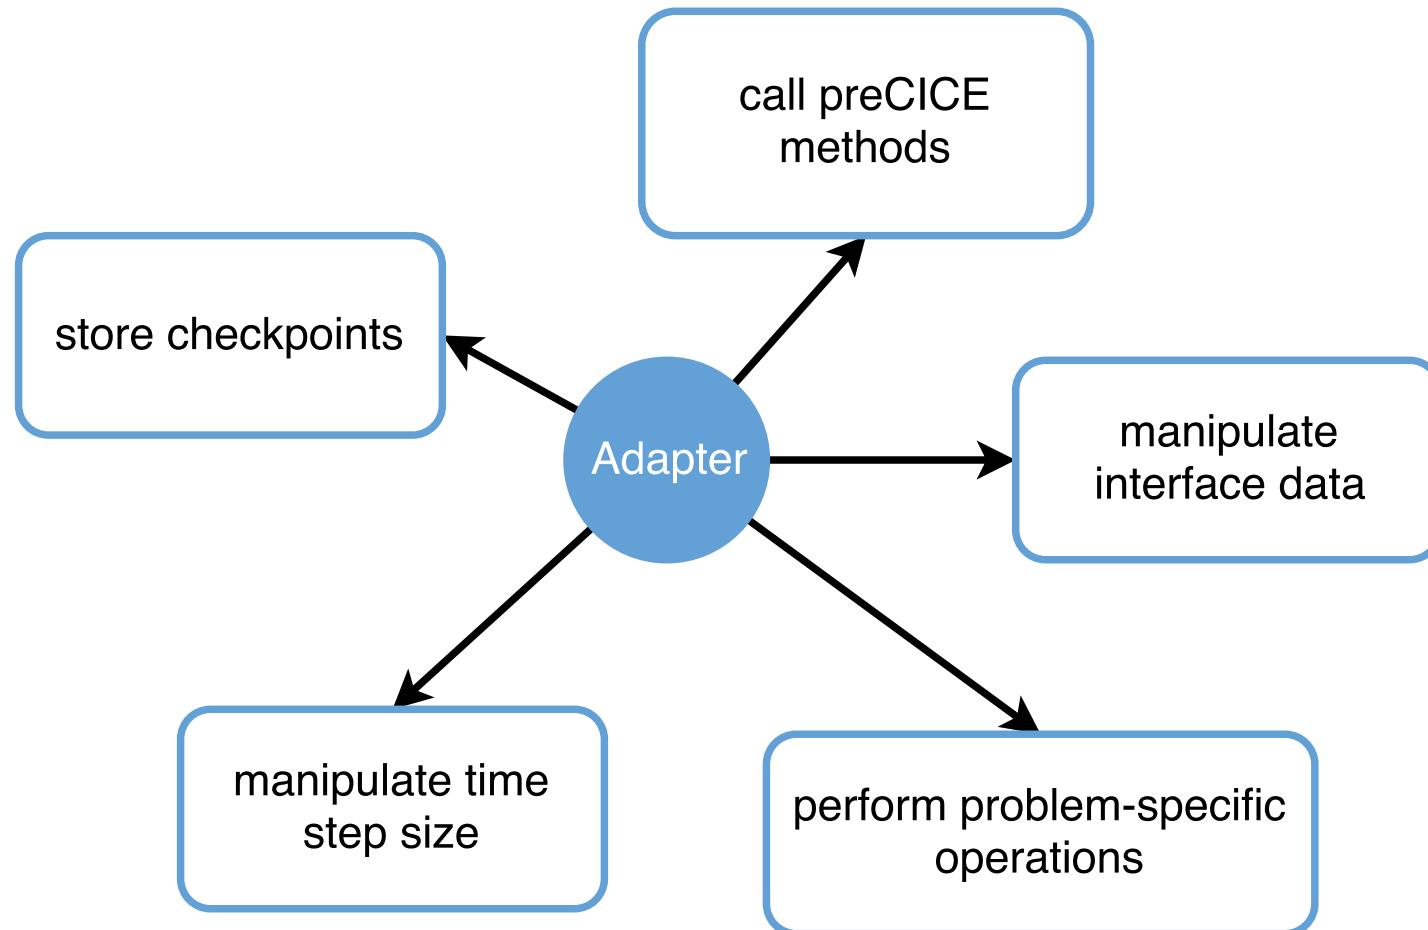 call preCICE
methods
store checkpoints
Adapter
manipulate
interface data
manipulate time
step size
perform problem-specific
operations